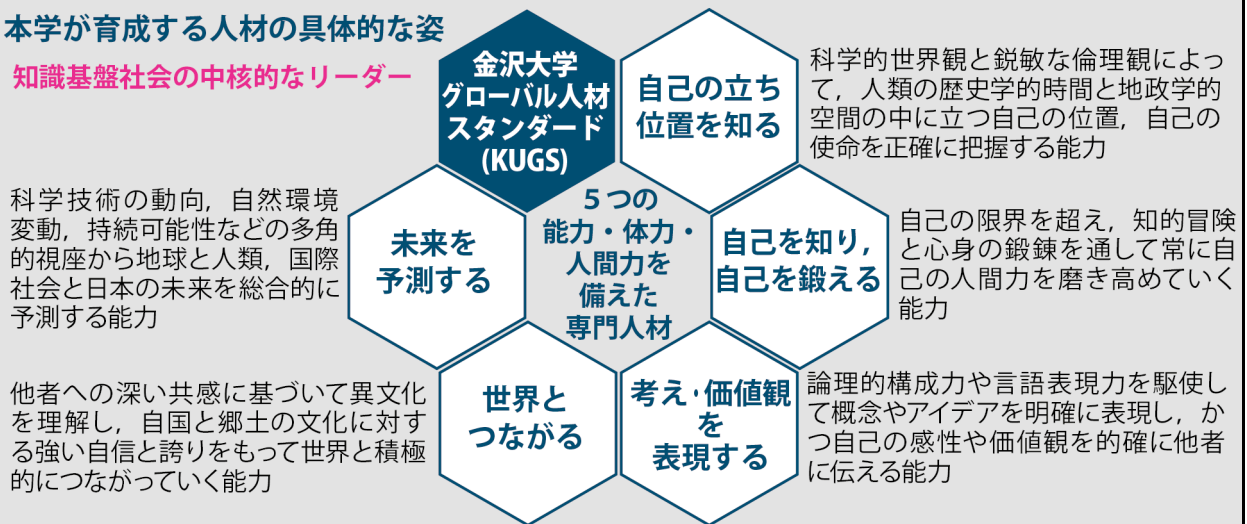 本学が育成する人材の具体的な姿
知識基盤社会の中核的なリーダー
金沢大学
グローバル人材
スタンダード
(KUGS)
自己の立ち
位置を知る
科学的世界観と鋭敏な倫理観によっ
て，人類の歴史学的時間と地政学的
空間の中に立つ自己の位置，自己の
使命を正確に把握する能力
科学技術の動向，自然環境
変動，持続可能性などの多角
的視座から地球と人類，国際
社会と日本の未来を総合的に
予測する能力
未来を
予測する
５つの
能力・体力・
人間力を
備えた
専門人材
自己を知り，
自己を鍛える
自己の限界を超え，知的冒険
と心身の鍛錬を通して常に自
己の人間力を磨き高めていく
能力
他者への深い共感に基づいて異文化
を理解し，自国と郷土の文化に対す
る強い自信と誇りをもって世界と積極
的につながっていく能力
世界と
つながる
考え・価値観
を
表現する
論理的構成力や言語表現力を駆使し
て概念やアイデアを明確に表現し，か
つ自己の感性や価値観を的確に他者
に伝える能力